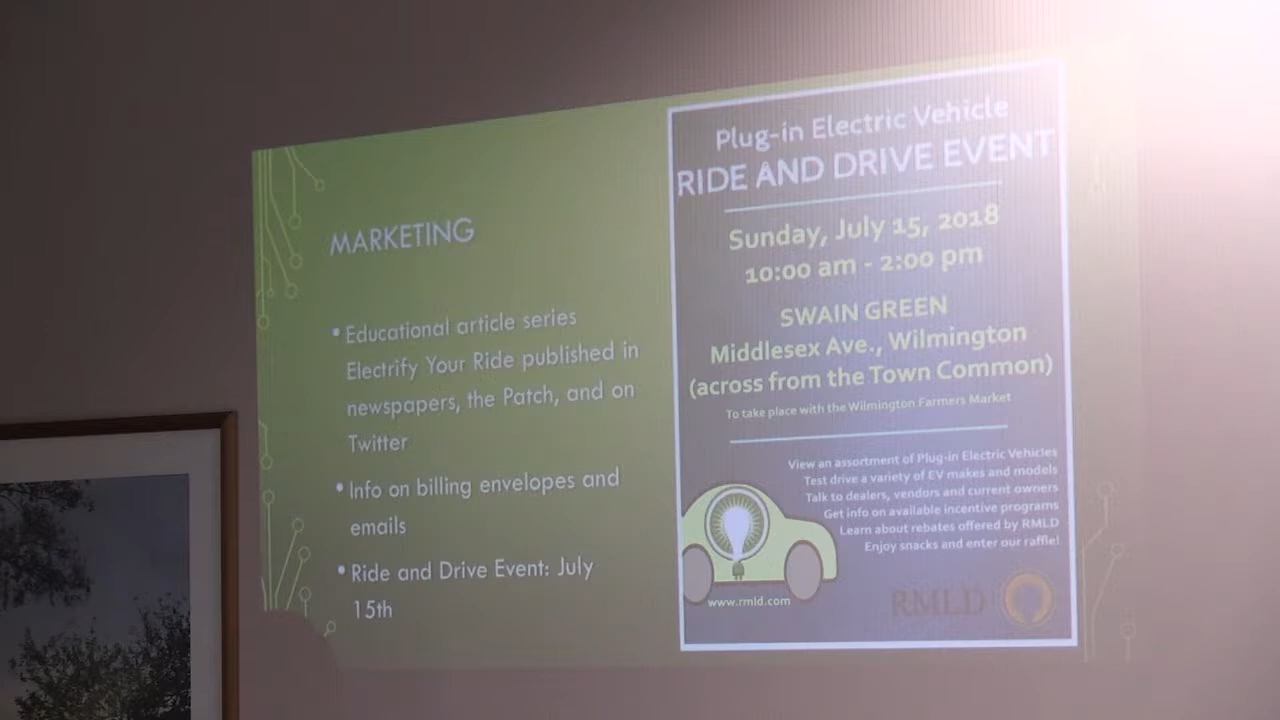 MARKETING
• Educational article series
Electrify Your Ride published in
newspapers, the Patch, and on
Twitter
• Info on billing envelopes and
emails
• Ride and Drive Event: July
15th
Plug-in Electric Vehicle
RIDE AND DRIVE EVENT
Sunday, July 15, 2018
10:00 am - 2:00 pm
SWAIN GREEN
Middlesex Ave., Wilmington
(across from the Town Common)
To take place with the Wilmington Farmers Market
View an assortment of Plug-in Electric Vehicles
Test drive a variety of EV makes and models
Talk to dealers, vendors and current owners
Get info on available incentive programs
Learn about rebates offered by RMLD
Enjoy snacks and enter our raffle!
www.rmld.com
RMLD